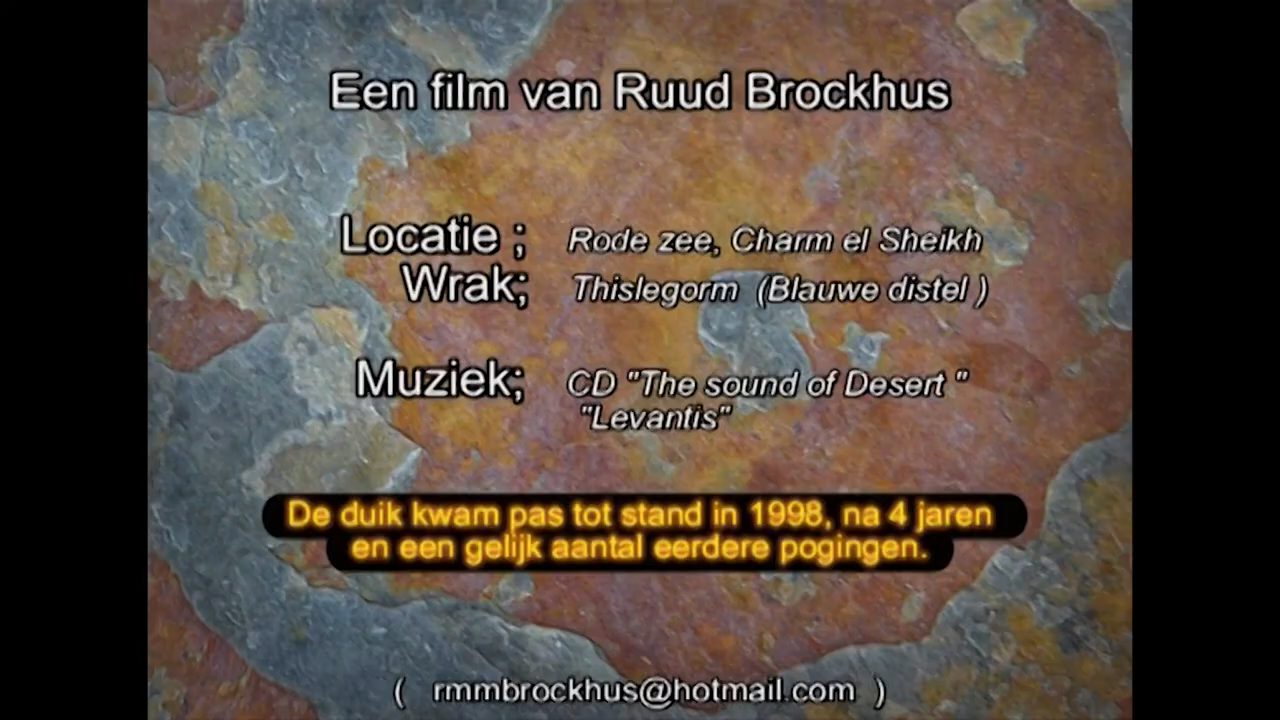 Een film van Ruud Brockhus
Locatie ; Rode zee, Charm el Sheikh
Wrak; Thislegorm (Blauwe distel )
Muziek; CD "The sound of Desert "
"Levantis"
De duik kwam pas tot stand in 1998, na 4 jaren
en een gelijk aantal eerdere pogingen.
( rmmbrockhus@hotmail.com )